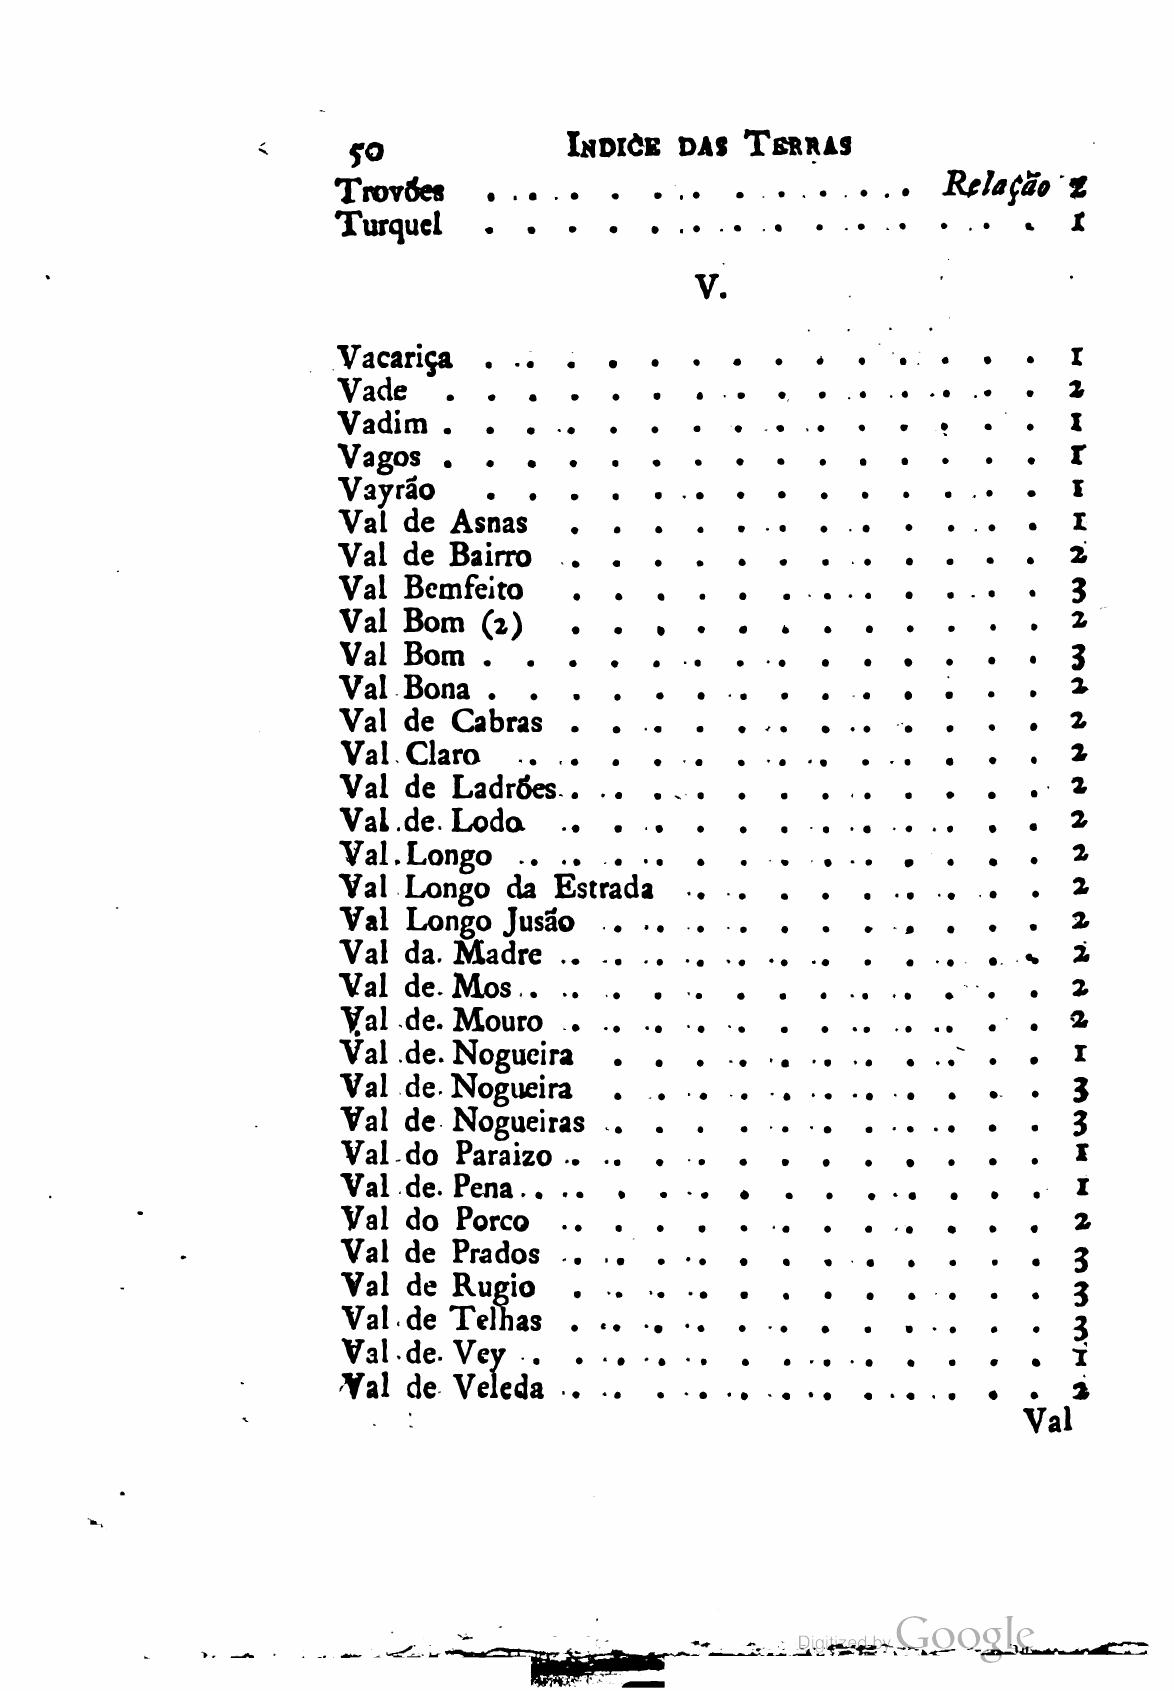 50 INDICE DAS TERRAS
Trovões . . . . . . . . . . . . . . Relação 2
Turquel . . . . . . . . . . . . . . 1
V.
Vacariça . . . . . . . . . . . . . . 1
Vade . . . . . . . . . . . . . . 2
Vadim . . . . . . . . . . . . . . 1
Vagos . . . . . . . . . . . . . . 1
Vayrão . . . . . . . . . . . . . . 1
Val de Asnas . . . . . . . . . . . . 1
Val de Bairro . . . . . . . . . . . . 2
Val Bemfeito . . . . . . . . . . . . 3
Val Bom (2) . . . . . . . . . . . . 2
Val Bom . . . . . . . . . . . . . . 3
Val Bona . . . . . . . . . . . . . . 2
Val de Cabras . . . . . . . . . . . . 2
Val Claro . . . . . . . . . . . . . 2
Val de Ladrões . . . . . . . . . . . . 2
Val de Lodo . . . . . . . . . . . . 2
Val Longo . . . . . . . . . . . . . 2
Val Longo da Estrada . . . . . . . . . 2
Val Longo Jusão . . . . . . . . . . . 2
Val da Madre . . . . . . . . . . . . 2
Val de Mos . . . . . . . . . . . . . 2
Val de Mouro . . . . . . . . . . . . 2
Val de Nogueira . . . . . . . . . . . 1
Val de Nogueira . . . . . . . . . . . 3
Val de Nogueiras . . . . . . . . . . . 3
Val do Paraizo . . . . . . . . . . . . 1
Val de Pena . . . . . . . . . . . . . 1
Val do Porco . . . . . . . . . . . . 2
Val de Prados . . . . . . . . . . . . 3
Val de Rugio . . . . . . . . . . . . 3
Val de Telhas . . . . . . . . . . . . 3
Val de Vey . . . . . . . . . . . . . 1
Val de Veleda . . . . . . . . . . . . 2
Val
Digitized by Google